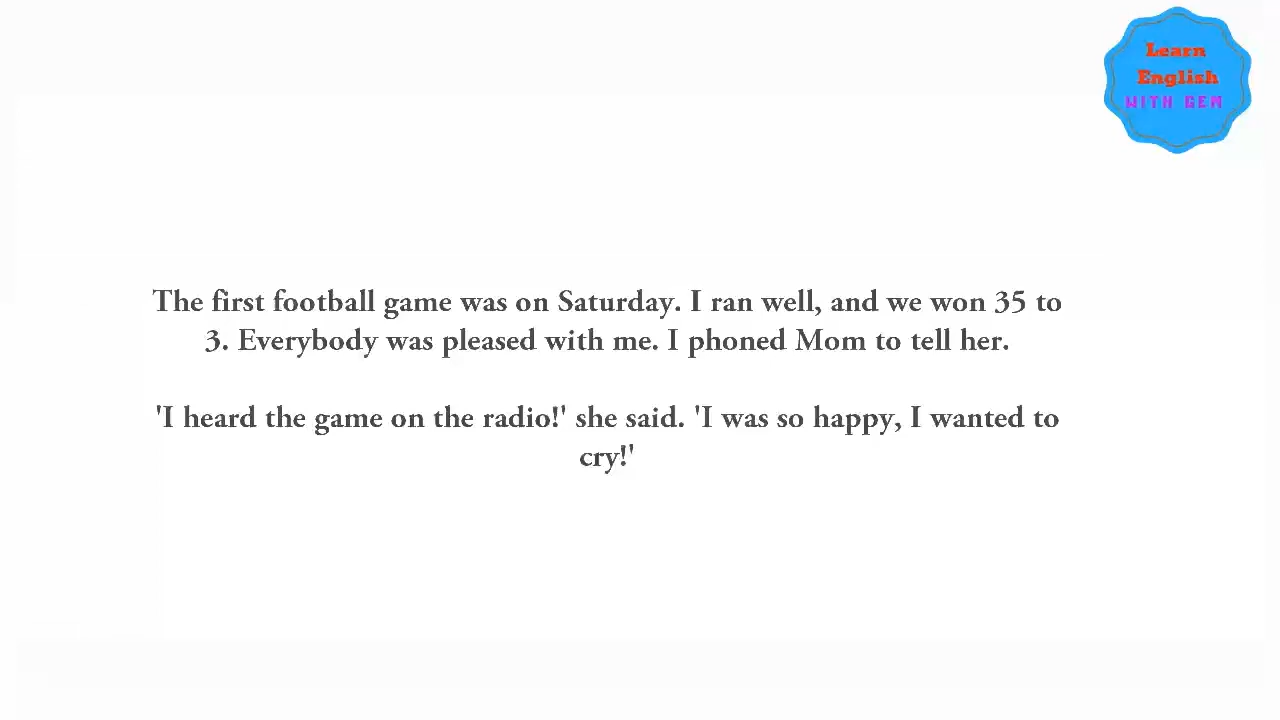 Learn
English
WITH GEM
The first football game was on Saturday. I ran well, and we won 35 to
3. Everybody was pleased with me. I phoned Mom to tell her.
'I heard the game on the radio!' she said. 'I was so happy, I wanted to
cry!'